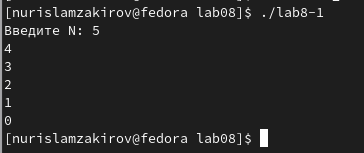 [nurislamzakirov@fedora lab08]$ ./lab8-1
Введите N: 5
4
3
2
1
0
[nurislamzakirov@fedora lab08]$